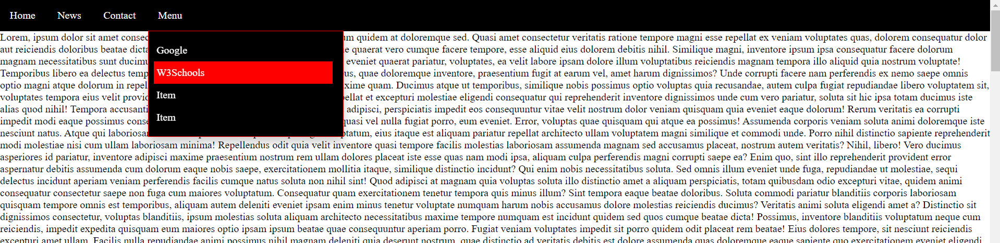 Home News Contact Menu
Google
W3Schools
Item
Item
Lorem, ipsum dolor sit amet consec um quidem at doloremque sed. Quasi amet consectetur veritatis ratione tempore magni esse repellat ex veniam voluptates quas, dolorem consequatur dolor
aut reiciendis doloribus beatae dicta e quaerat vero cumque facere tempore, esse aliquid eius dolorem debitis nihil. Similique magni, inventore ipsum ipsa consequatur facere dolorum
magnam necessitatibus sunt ducimu eveniet quaerat pariatur, voluptates, ea velit labore ipsam dolore illum voluptatibus reiciendis magnam tempora illo aliquid quia nostrum voluptate!
Temporibus libero ea delectus temp us, quae doloremque inventore, praesentium fugit at earum vel, amet harum dignissimos? Unde corrupti facere nam perferendis ex nemo saepe omnis
optio magni atque dolorum in repel xime quam. Ducimus atque ut temporibus, similique nobis possimus optio voluptas quia recusandae, autem culpa fugiat repudiandae libero voluptatem sit,
voluptates tempora eius velit provid pellat et excepturi molestiae eligendi consequatur qui reprehenderit inventore dignissimos unde cum vero pariatur, soluta sit hic ipsa totam ducimus iste
alias quod nihil! Tempora accusanti adipisci, perspiciatis impedit eos consequuntur vitae velit nostrum dolor veniam quisquam quia eveniet eaque dolorum! Rerum veritatis ea corrupti
impedit modi eaque possimus conse quasi vel nulla fugiat porro, eum eveniet. Error, voluptas quae quisquam qui atque ea possimus! Assumenda corporis veniam soluta animi doloremque iste
nesciunt natus. Atque qui laboriosam ptatum, eius itaque est aliquam pariatur repellat architecto ullam voluptatem magni similique et commodi unde. Porro nihil distinctio sapiente reprehenderit
modi molestiae nisi cum ullam laboriosam minima! Repellendus odit quia velit inventore quasi tempore facilis molestias laboriosam assumenda magnam sed accusamus placeat, nostrum autem veritatis? Nihil, libero! Vero ducimus
asperiores id pariatur, inventore adipisci maxime praesentium nostrum rem ullam dolores placeat iste esse quas nam modi ipsa, aliquam culpa perferendis magni corrupti saepe ea? Enim quo, sint illo reprehenderit provident error
aspernatur debitis assumenda cum dolorum eaque nobis saepe, exercitationem mollitia itaque, similique distinctio incidunt? Qui enim nobis necessitatibus soluta. Sed omnis illum eveniet unde fuga, repudiandae ut molestiae, sequi
delectus incidunt aperiam veniam perferendis facilis cumque natus soluta non nihil sint! Quod adipisci at magnam quia voluptas soluta illo distinctio amet a aliquam perspiciatis, totam quibusdam odio excepturi vitae, quidem animi
consequatur consectetur saepe non fuga cum maiores voluptatum. Consequatur quam exercitationem tenetur tempora quis minus illum? Sint tempora eaque beatae doloribus. Soluta commodi pariatur blanditiis corporis laboriosam
quisquam tempore omnis est temporibus, aliquam autem deleniti eveniet ipsam enim minus tenetur voluptate numquam harum nobis accusamus dolore molestias reiciendis ducimus? Veritatis animi soluta eligendi amet a? Distinctio sit
dignissimos consectetur, voluptas blanditiis, ipsum molestias soluta aliquam architecto necessitatibus maxime tempore numquam est incidunt quidem sed quos cumque beatae dicta! Possimus, inventore blanditiis voluptatum neque cum
reiciendis, impedit expedita quisquam eum maiores optio ipsam ipsum beatae quae consequuntur aperiam porro. Fugiat veniam voluptates impedit sit porro quidem odit placeat rem beatae! Eius dolores tempore, sit nesciunt reiciendis
excepturi amet ullam. Facilis nulla repudiandae animi possimus nihil magnam deleniti quia deserunt nostrum, quae distinctio ad veritatis debitis est dolore assumenda quas doloremque eaque sapiente quo exercitationem eveniet eligendi